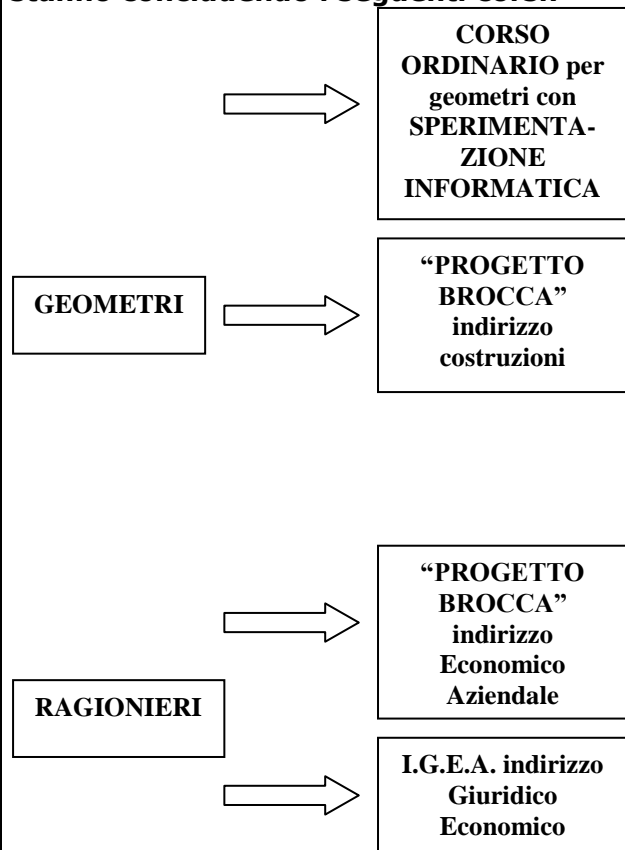 stanno concludendo i seguenti corsi:
CORSO
ORDINARIO per
geometri con
SPERIMENTA-
ZIONE
INFORMATICA
GEOMETRI
“PROGETTO
BROCCA”
indirizzo
costruzioni
“PROGETTO
BROCCA”
indirizzo
Economico
Aziendale
RAGIONIERI
I.G.E.A. indirizzo
Giuridico
Economico